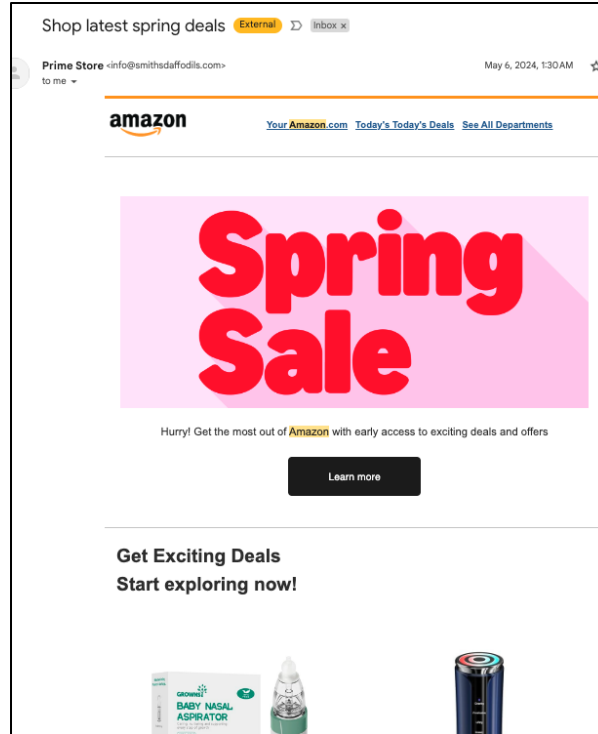 Shop latest spring deals External Inbox x
Prime Store <info@smithsdaffodils.com> May 6, 2024, 1:30 AM
to me
amazon Your Amazon.com Today's Today's Deals See All Departments
Spring
Sale
Hurry! Get the most out of Amazon with early access to exciting deals and offers
Learn more
Get Exciting Deals
Start exploring now!
GROWNSY
BABY NASAL
ASPIRATOR